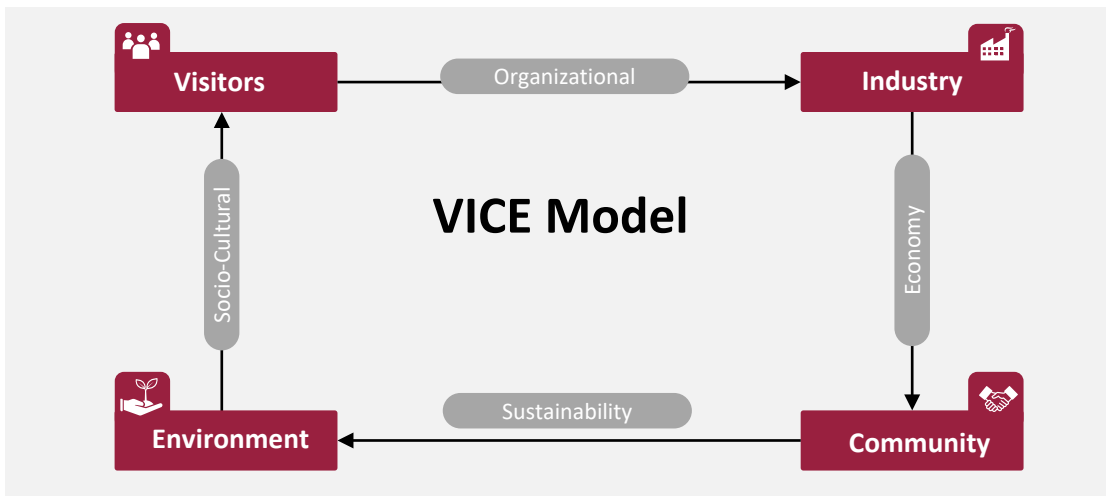 Visitors
Organizational
Industry
Socio-Cultural
VICE Model
Economy
Environment
Sustainability
Community